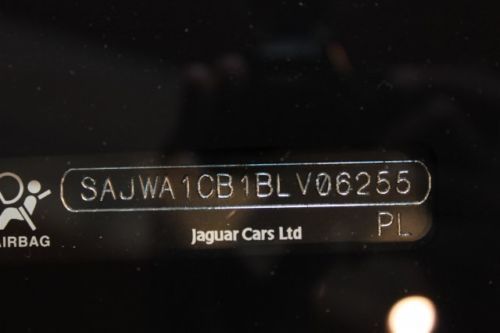 SAJWA1CB1BLV06255
AIRBAG
Jaguar Cars Ltd
PL